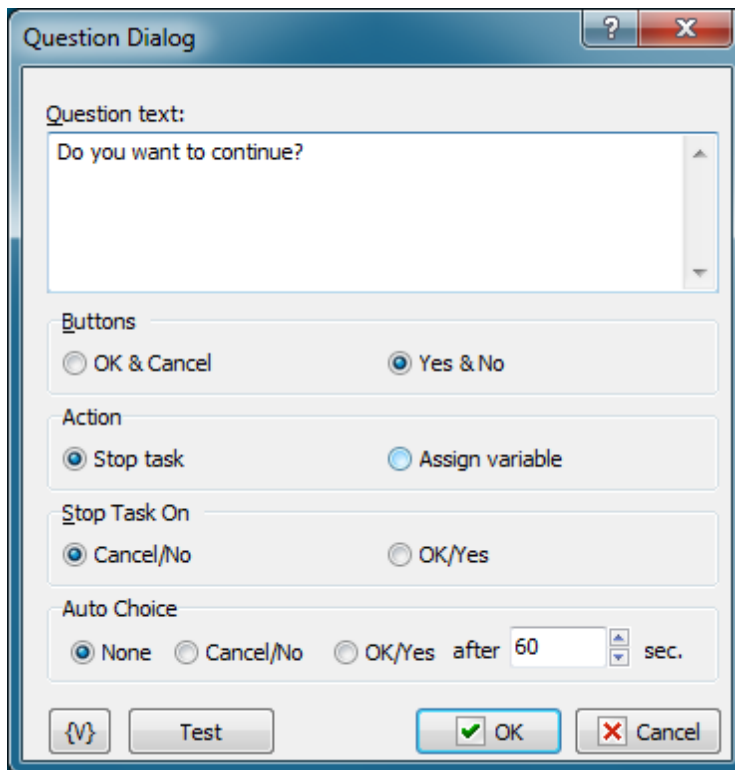 Question Dialog
?
Question text:
Do you want to continue?
Buttons
OK & Cancel Yes & No
Action
Stop task Assign variable
Stop Task On
Cancel/No OK/Yes
Auto Choice
None Cancel/No OK/Yes after 60 sec.
{V} Test OK Cancel